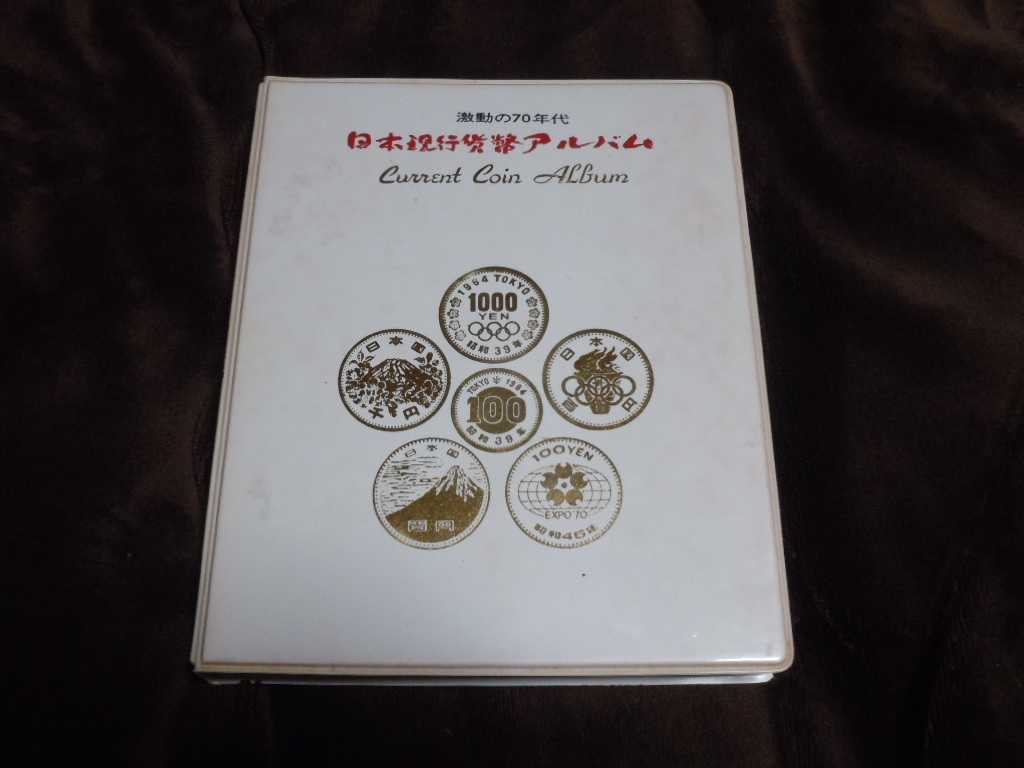 激動の70年代
日本現行貨幣アルバム
Current Coin Album
1964 TOKYO
1000
YEN
昭和39年
日本国
千円
日本国
百円
TOKYO 1964
100
昭和39年
日本国
百円
100YEN
EXPO'70
昭和45年